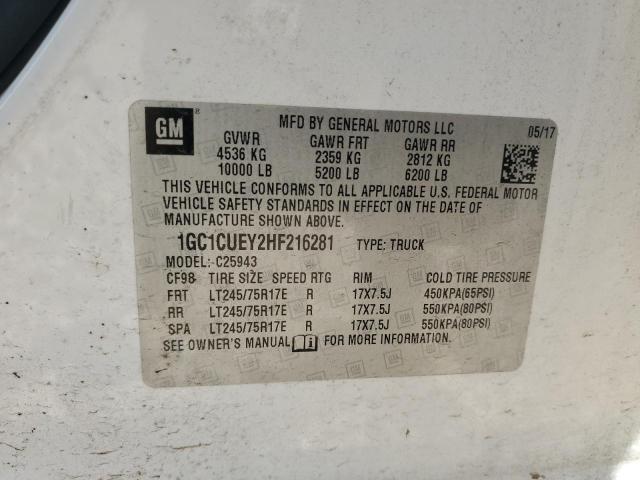 GM ®
MFD BY GENERAL MOTORS LLC 05/17
GVWR GAWR FRT GAWR RR
4536 KG 2359 KG 2812 KG
10000 LB 5200 LB 6200 LB
THIS VEHICLE CONFORMS TO ALL APPLICABLE U.S. FEDERAL MOTOR
VEHICLE SAFETY STANDARDS IN EFFECT ON THE DATE OF
MANUFACTURE SHOWN ABOVE.
1GC1CUEY2HF216281 TYPE: TRUCK
MODEL: C25943
CF98 TIRE SIZE SPEED RTG RIM COLD TIRE PRESSURE
FRT LT245/75R17E R 17X7.5J 450KPA(65PSI)
RR LT245/75R17E R 17X7.5J 550KPA(80PSI)
SPA LT245/75R17E R 17X7.5J 550KPA(80PSI)
SEE OWNER'S MANUAL i FOR MORE INFORMATION.